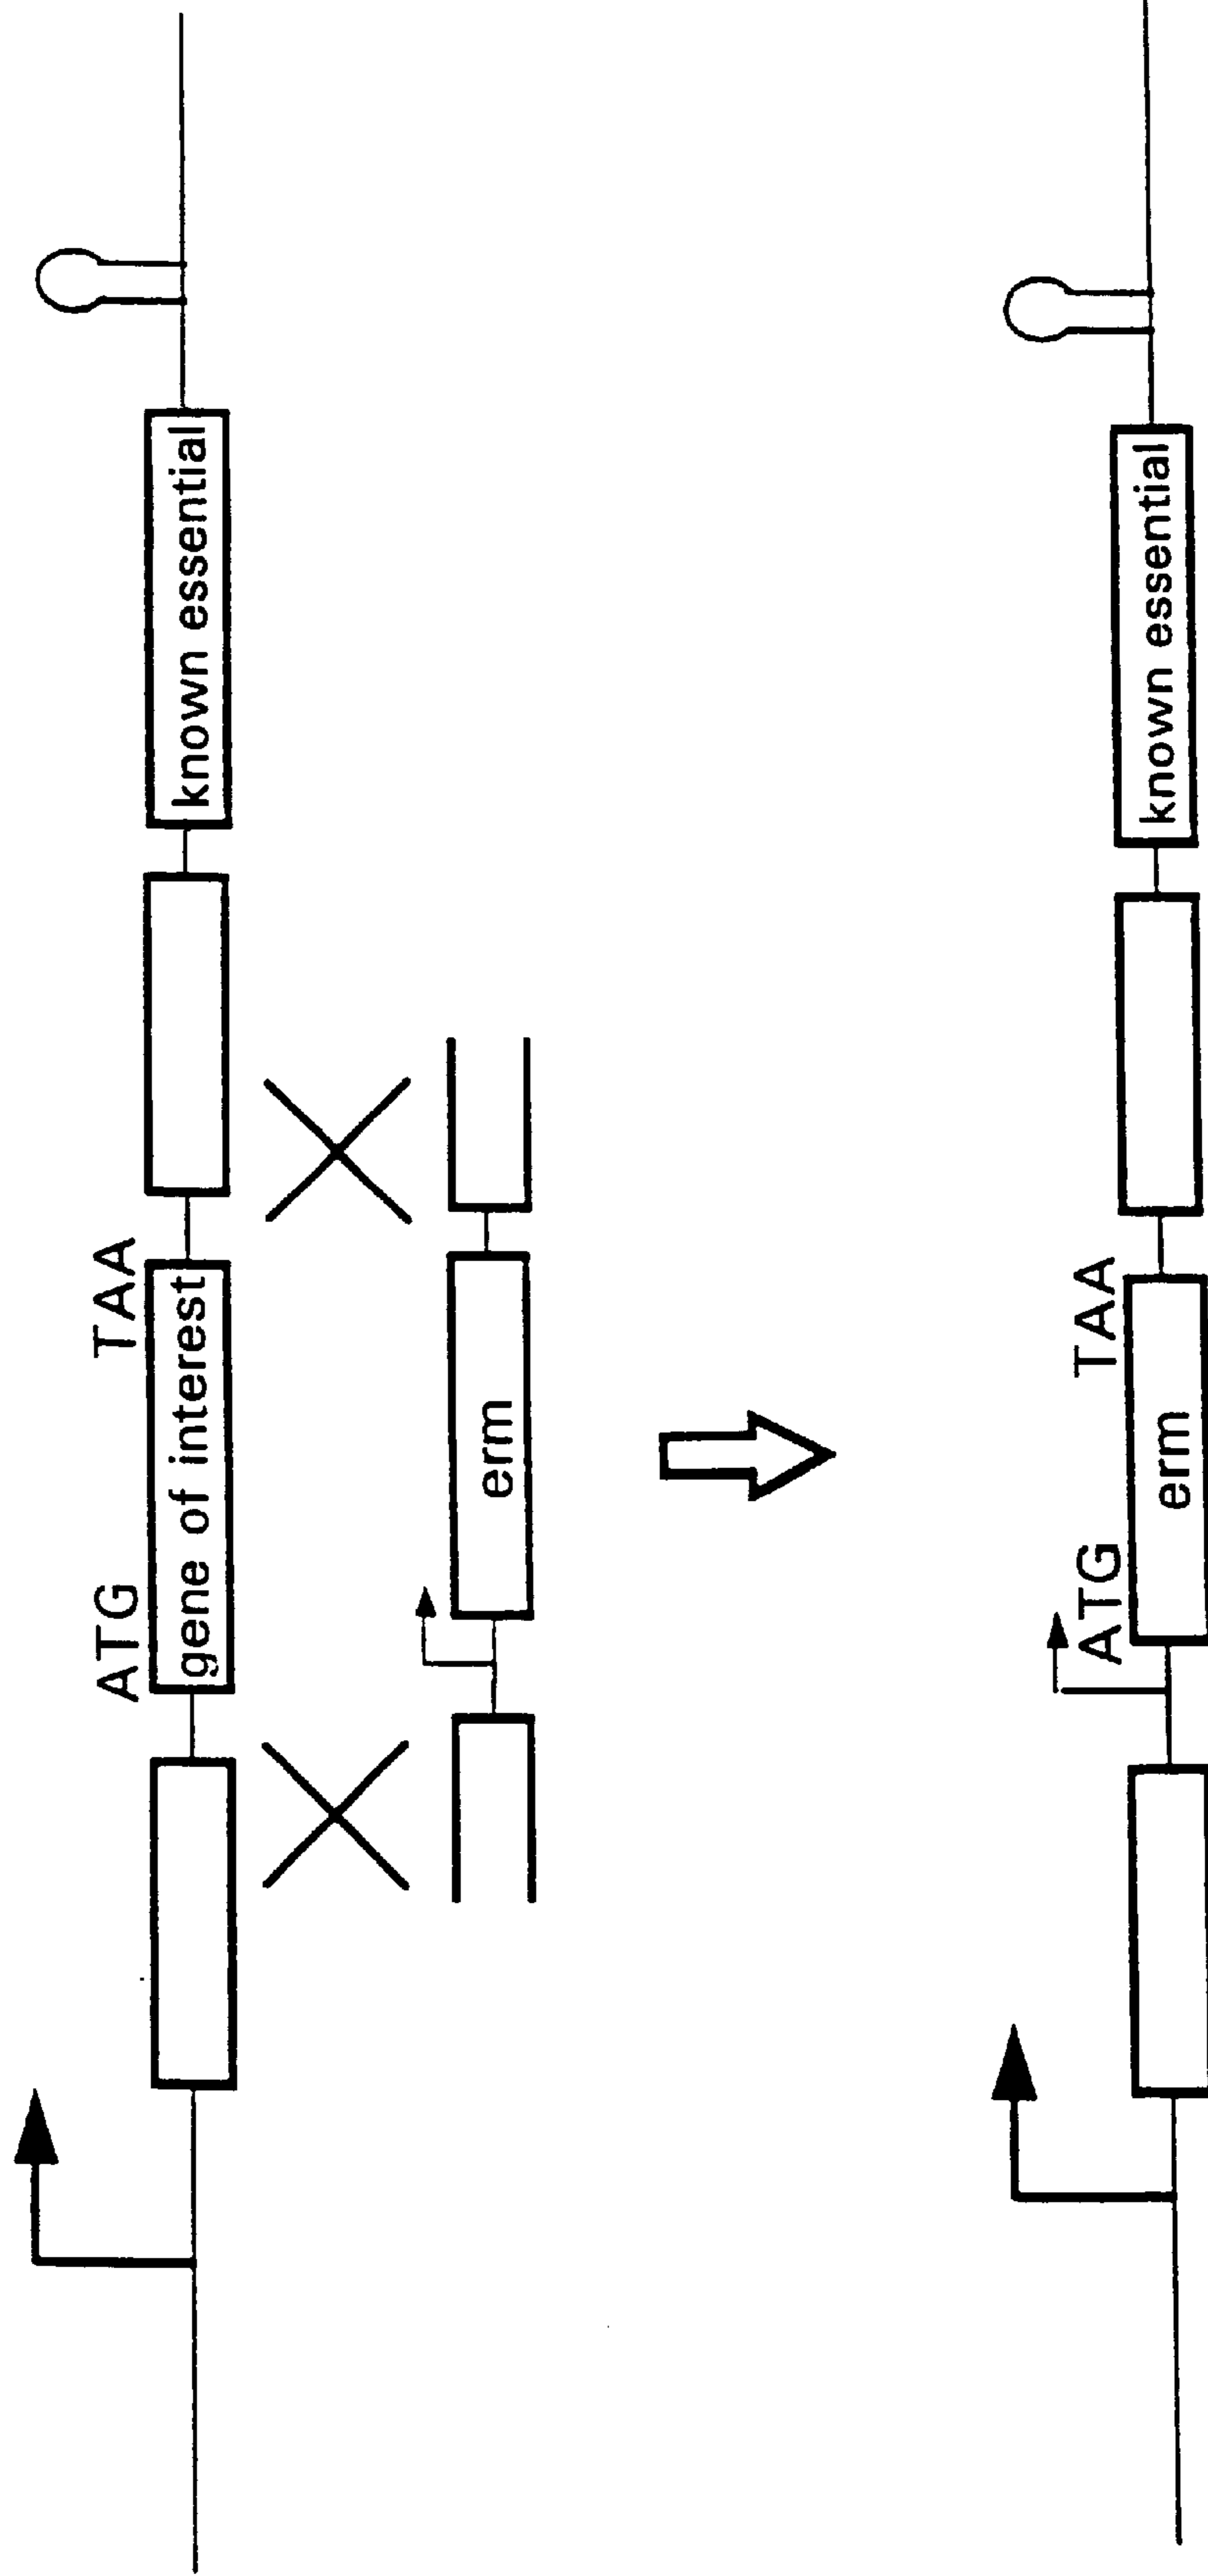 ATG TAA
gene of interest
known essential
erm
ATG TAA
erm
known essential